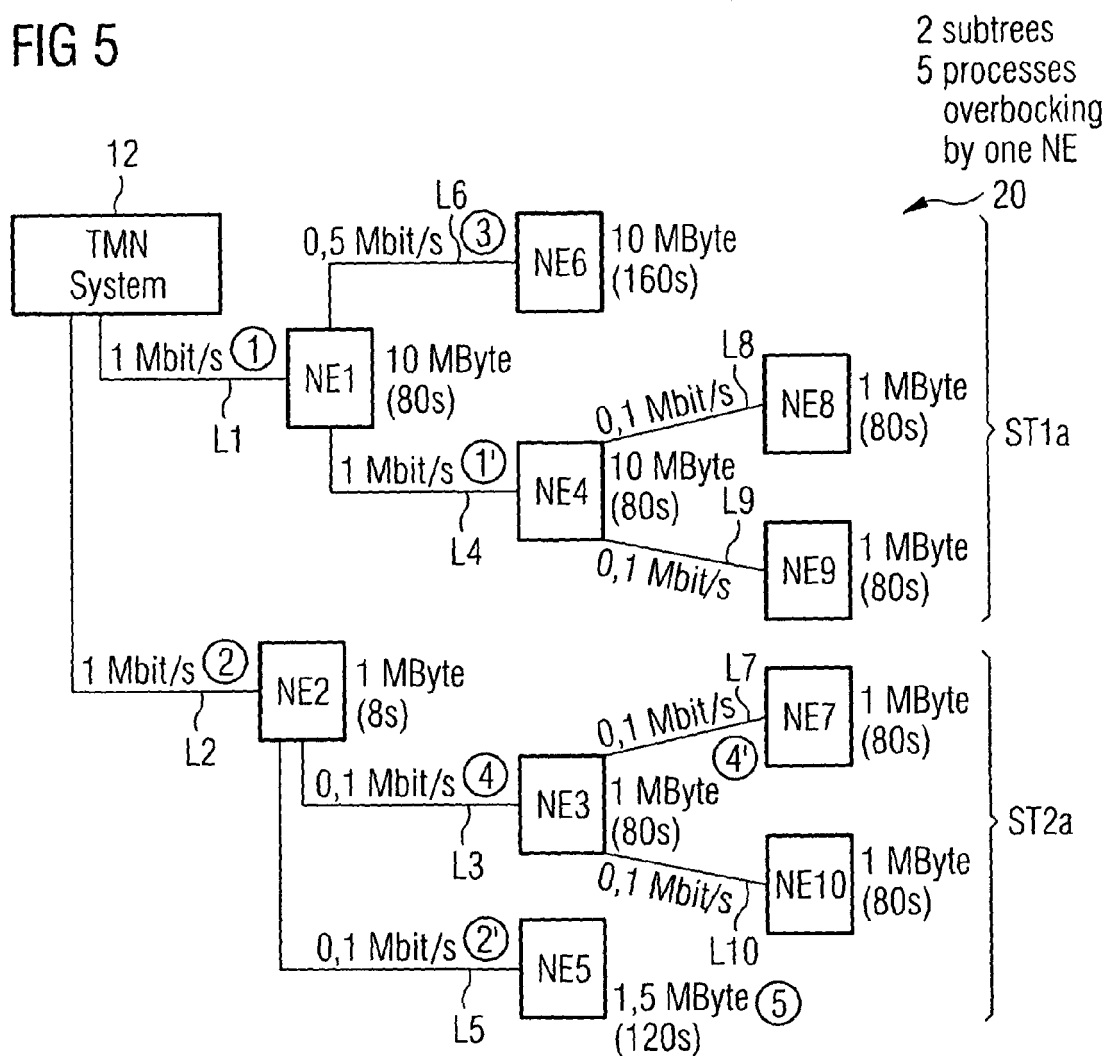 FIG 5
2 subtrees
5 processes
overbocking
by one NE
20
12
TMN
System
L6
0,5 Mbit/s ③
NE6
10 MByte
(160s)
1 Mbit/s ①
L1
NE1
10 MByte
(80s)
1 Mbit/s ①'
L4
NE4
10 MByte
(80s)
L8
0,1 Mbit/s
NE8
1 MByte
(80s)
L9
0,1 Mbit/s
NE9
1 MByte
(80s)
ST1a
1 Mbit/s ②
L2
NE2
1 MByte
(8s)
0,1 Mbit/s ④
L3
NE3
1 MByte
(80s)
L7
0,1 Mbit/s
④'
NE7
1 MByte
(80s)
0,1 Mbit/s
L10
NE10
1 MByte
(80s)
ST2a
0,1 Mbit/s ②'
L5
NE5
1,5 MByte ⑤
(120s)